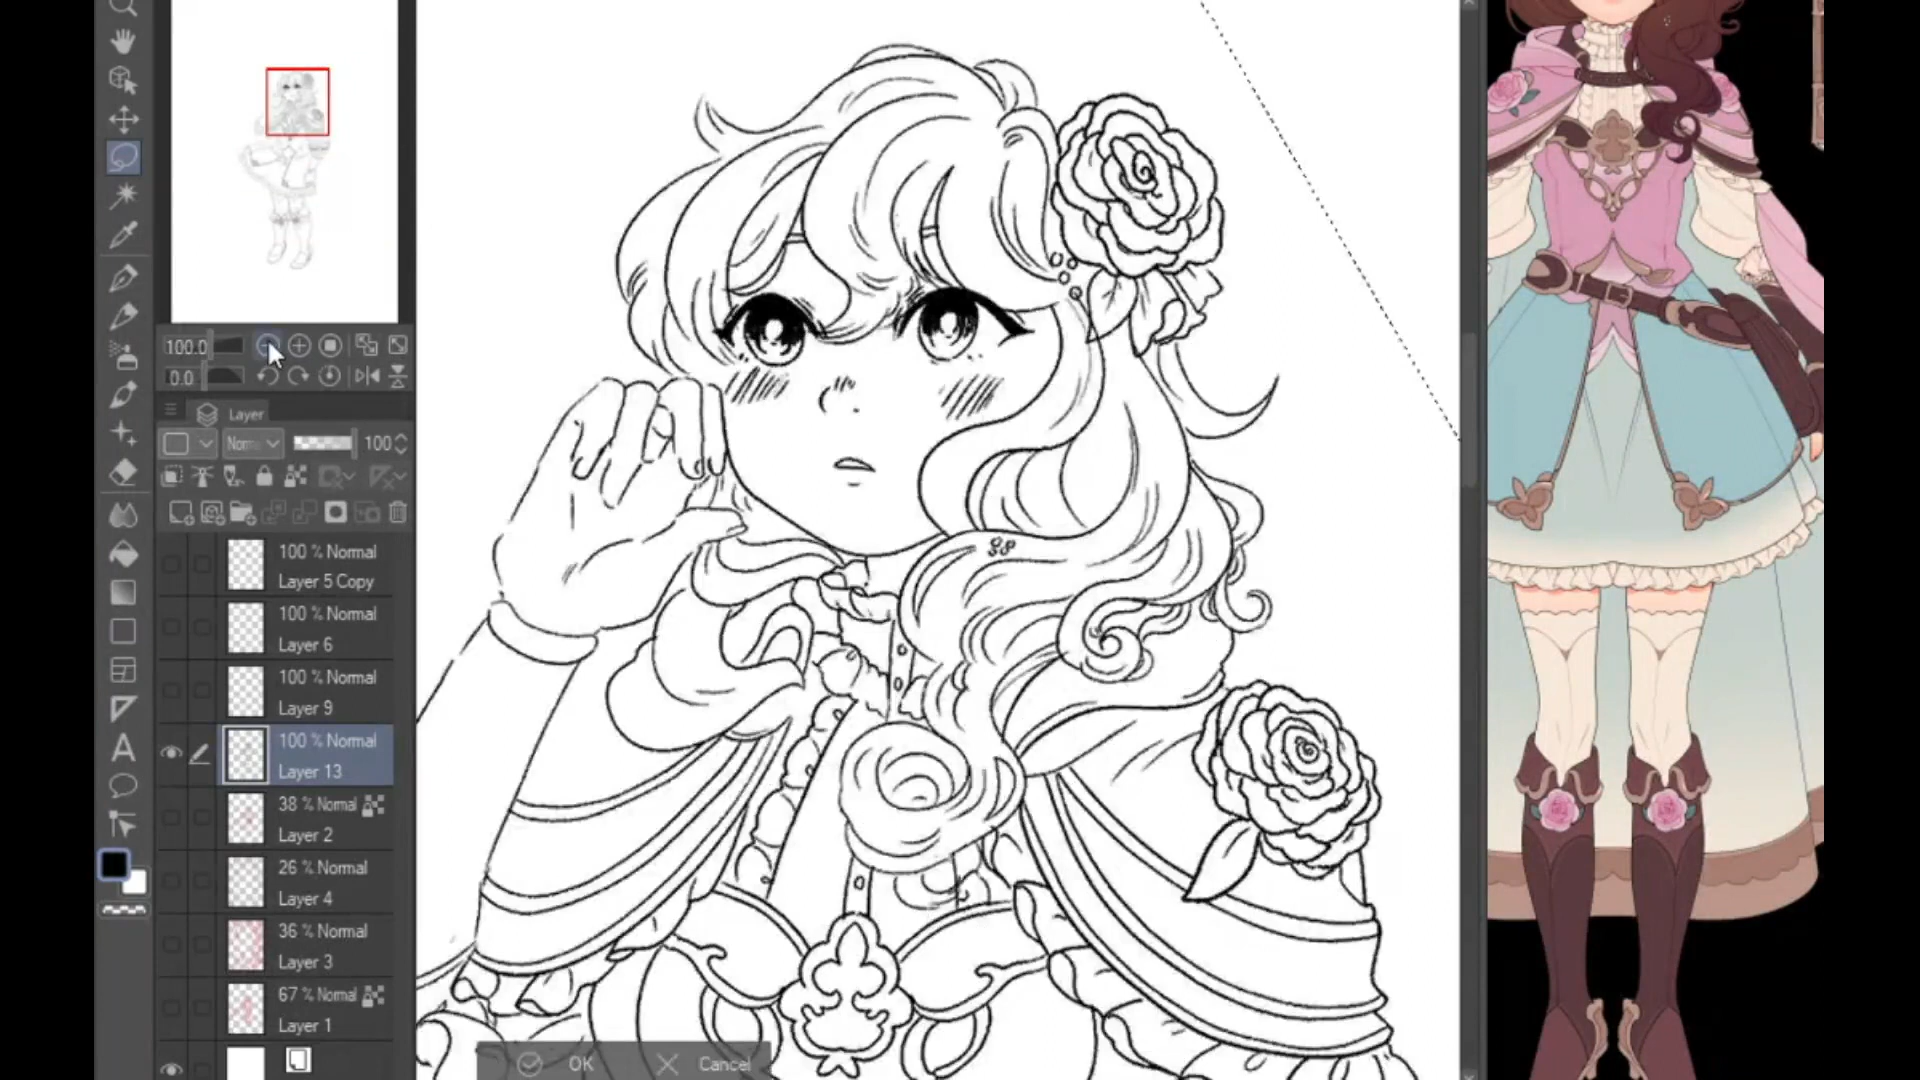 100.0
0.0
Layer
Norm
100
100 % Normal
Layer 5 Copy
100 % Normal
Layer 6
100 % Normal
Layer 9
100 % Normal
Layer 13
38 % Normal
Layer 2
26 % Normal
Layer 4
36 % Normal
Layer 3
67 % Normal
Layer 1
OK
Cancel